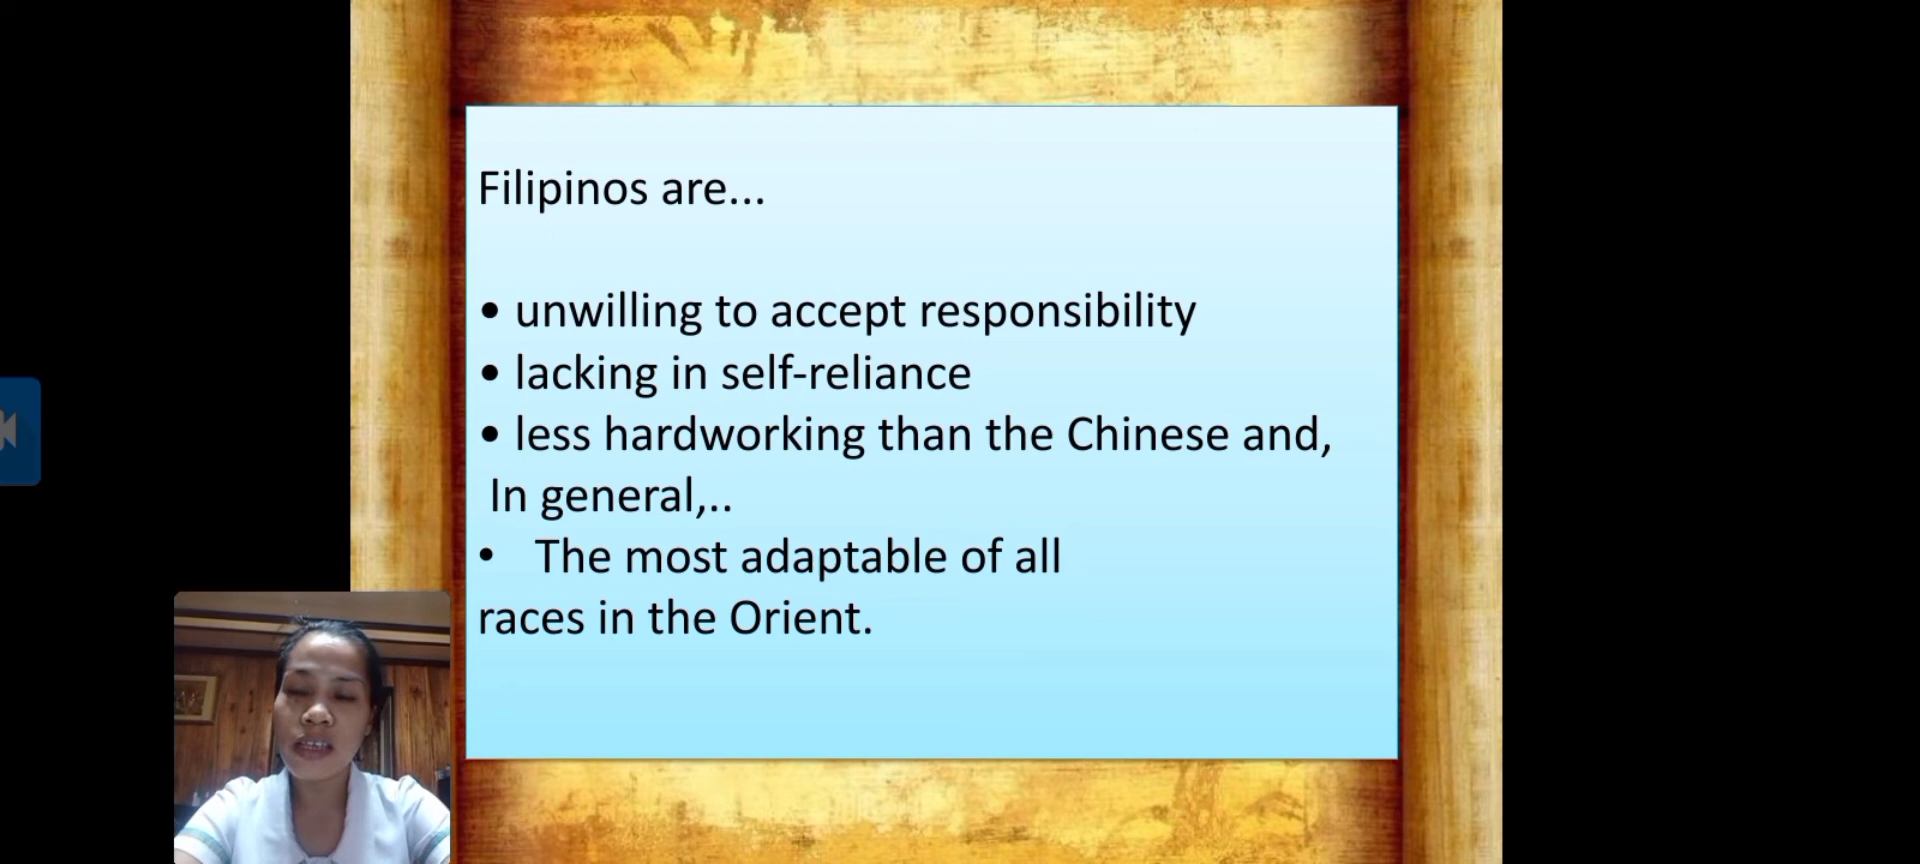 Filipinos are...
• unwilling to accept responsibility
• lacking in self-reliance
• less hardworking than the Chinese and,
In general,..
• The most adaptable of all
races in the Orient.